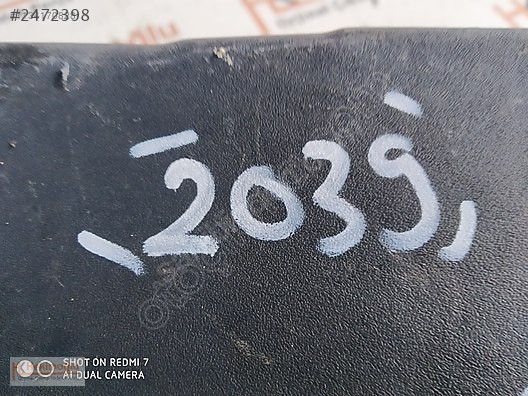 #2472398
2039
SHOT ON REDMI 7
AI DUAL CAMERA